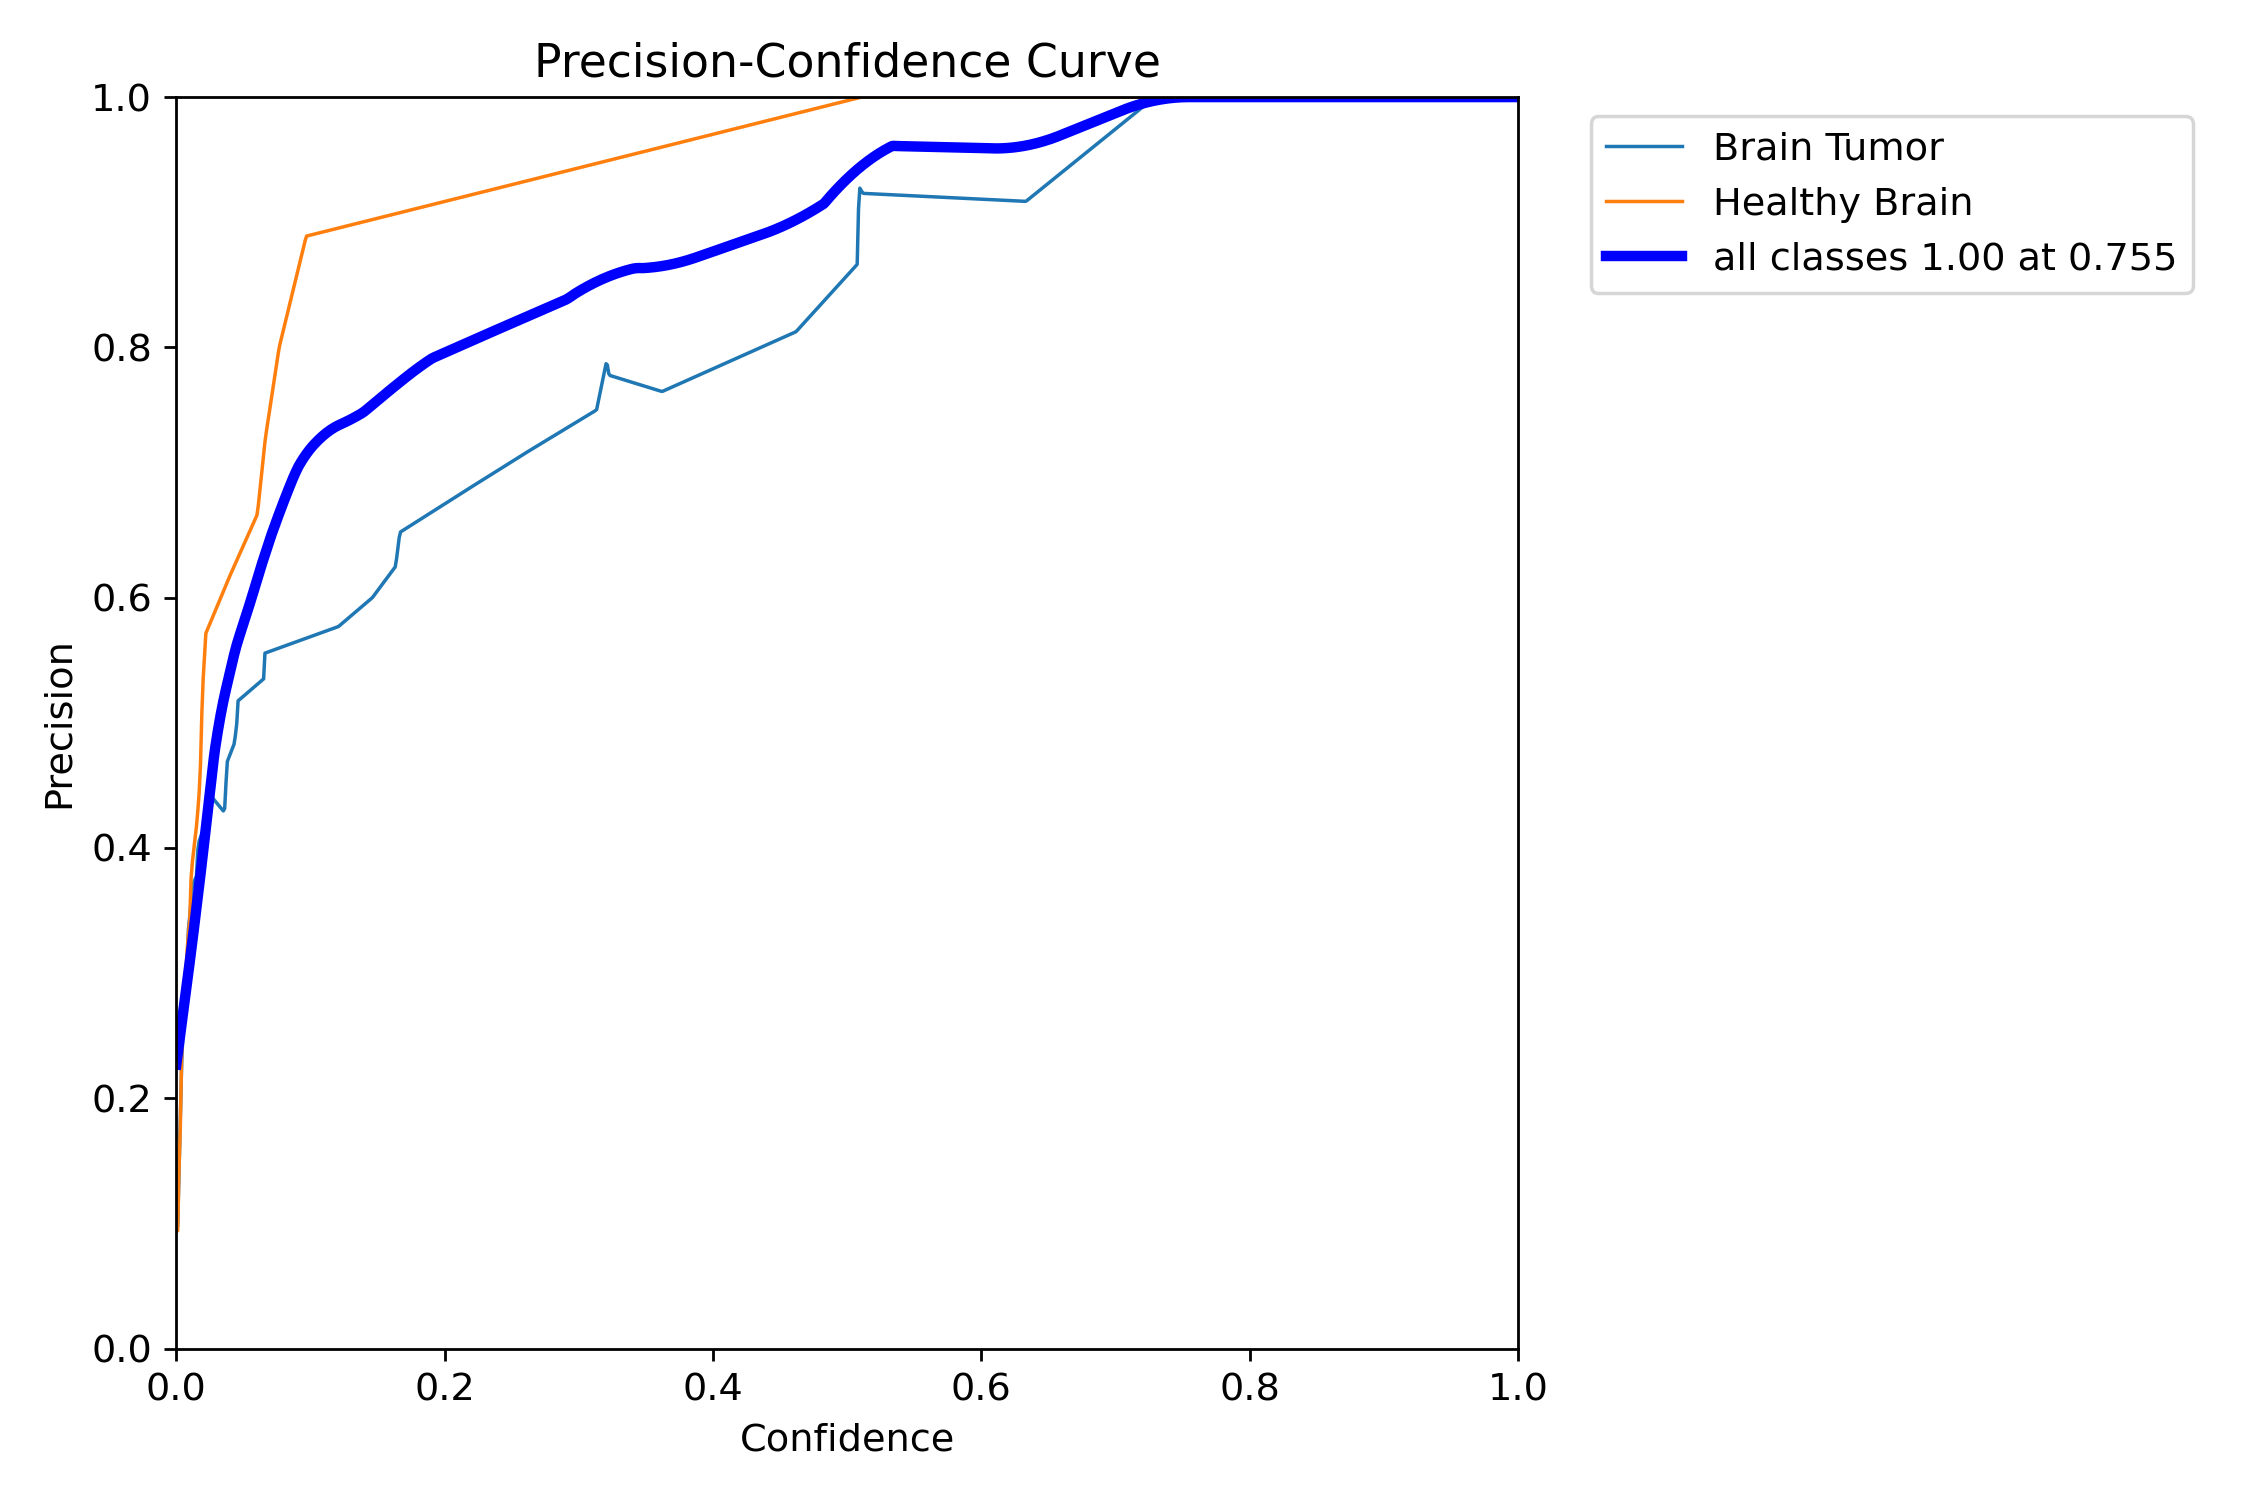 Precision-Confidence Curve
1.0
0.8
0.6
0.4
0.2
0.0
Precision
0.0 0.2 0.4 0.6 0.8 1.0
Confidence
Brain Tumor
Healthy Brain
all classes 1.00 at 0.755